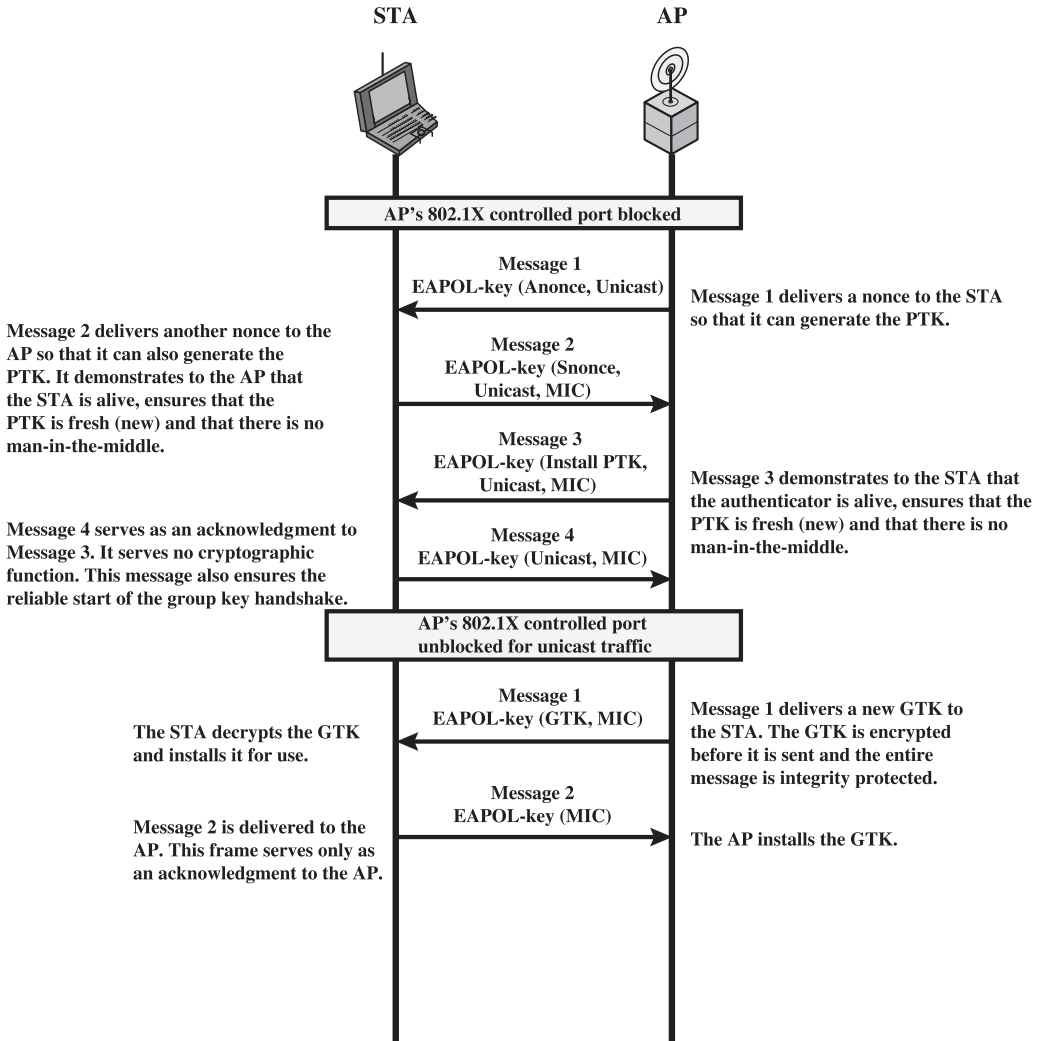 STA
AP
AP's 802.1X controlled port blocked
Message 1
EAPOL-key (Anonce, Unicast)
Message 1 delivers a nonce to the STA
so that it can generate the PTK.
Message 2 delivers another nonce to the
AP so that it can also generate the
PTK. It demonstrates to the AP that
the STA is alive, ensures that the
PTK is fresh (new) and that there is no
man-in-the-middle.
Message 2
EAPOL-key (Snonce,
Unicast, MIC)
Message 3
EAPOL-key (Install PTK,
Unicast, MIC)
Message 3 demonstrates to the STA that
the authenticator is alive, ensures that the
PTK is fresh (new) and that there is no
man-in-the-middle.
Message 4 serves as an acknowledgment to
Message 3. It serves no cryptographic
function. This message also ensures the
reliable start of the group key handshake.
Message 4
EAPOL-key (Unicast, MIC)
AP's 802.1X controlled port
unblocked for unicast traffic
Message 1
EAPOL-key (GTK, MIC)
Message 1 delivers a new GTK to
the STA. The GTK is encrypted
before it is sent and the entire
message is integrity protected.
The STA decrypts the GTK
and installs it for use.
Message 2
EAPOL-key (MIC)
Message 2 is delivered to the
AP. This frame serves only as
an acknowledgment to the AP.
The AP installs the GTK.